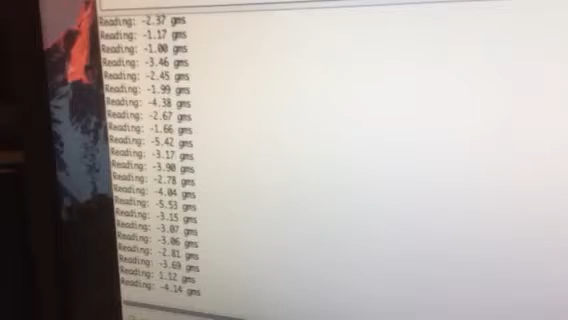 Reading: -2.37 gms
Reading: -1.17 gms
Reading: -1.00 gms
Reading: -3.46 gms
Reading: -2.45 gms
Reading: -1.99 gms
Reading: -4.38 gms
Reading: -2.67 gms
Reading: -1.66 gms
Reading: -5.42 gms
Reading: -3.17 gms
Reading: -3.90 gms
Reading: -2.78 gms
Reading: -4.04 gms
Reading: -5.53 gms
Reading: -3.15 gms
Reading: -3.07 gms
Reading: -3.06 gms
Reading: -2.81 gms
Reading: -3.69 gms
Reading: 1.12 gms
Reading: -4.14 gms